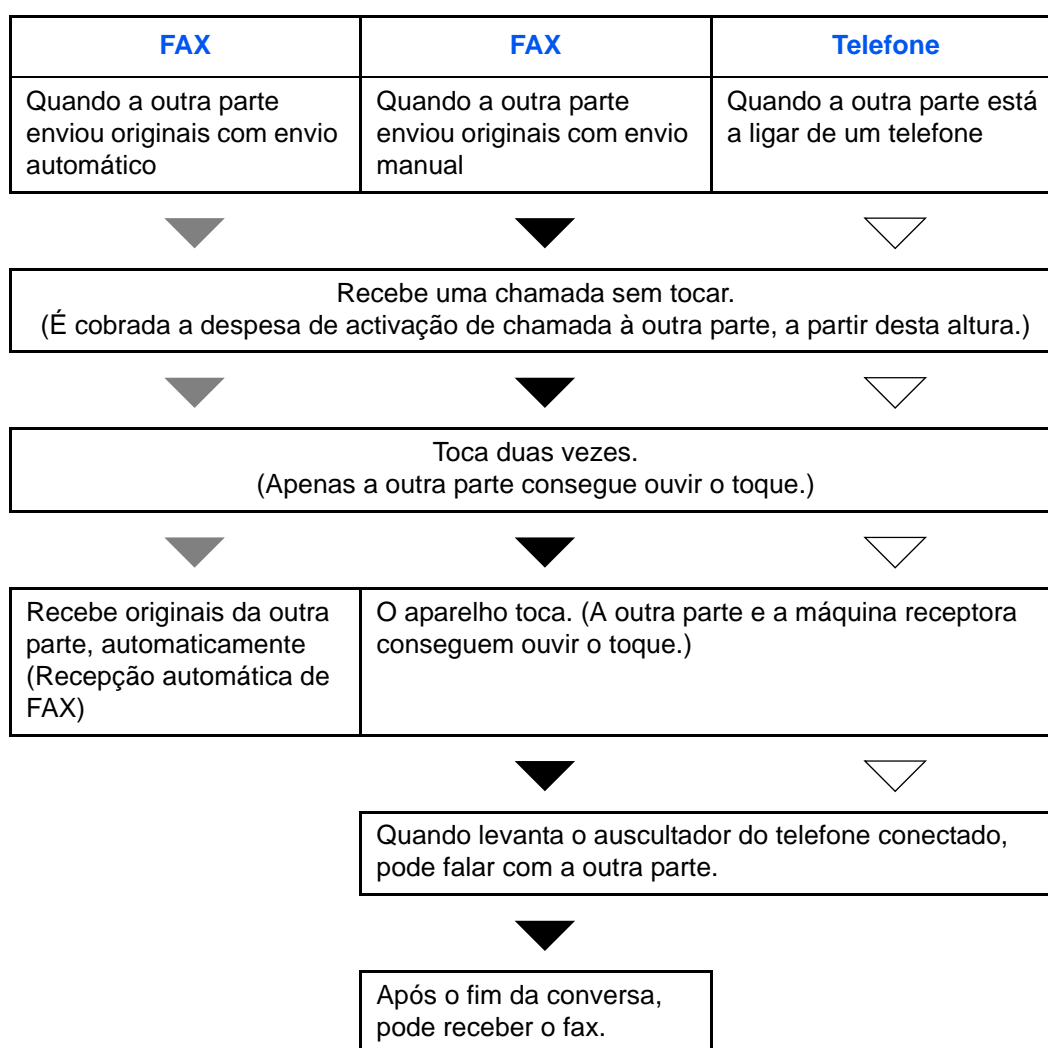 FAX
FAX
Telefone
Quando a outra parte
enviou originais com envio
automático
Quando a outra parte
enviou originais com envio
manual
Quando a outra parte está
a ligar de um telefone
Recebe uma chamada sem tocar.
(É cobrada a despesa de activação de chamada à outra parte, a partir desta altura.)
Toca duas vezes.
(Apenas a outra parte consegue ouvir o toque.)
Recebe originais da outra
parte, automaticamente
(Recepção automática de
FAX)
O aparelho toca. (A outra parte e a máquina receptora
conseguem ouvir o toque.)
Quando levanta o auscultador do telefone conectado,
pode falar com a outra parte.
Após o fim da conversa,
pode receber o fax.